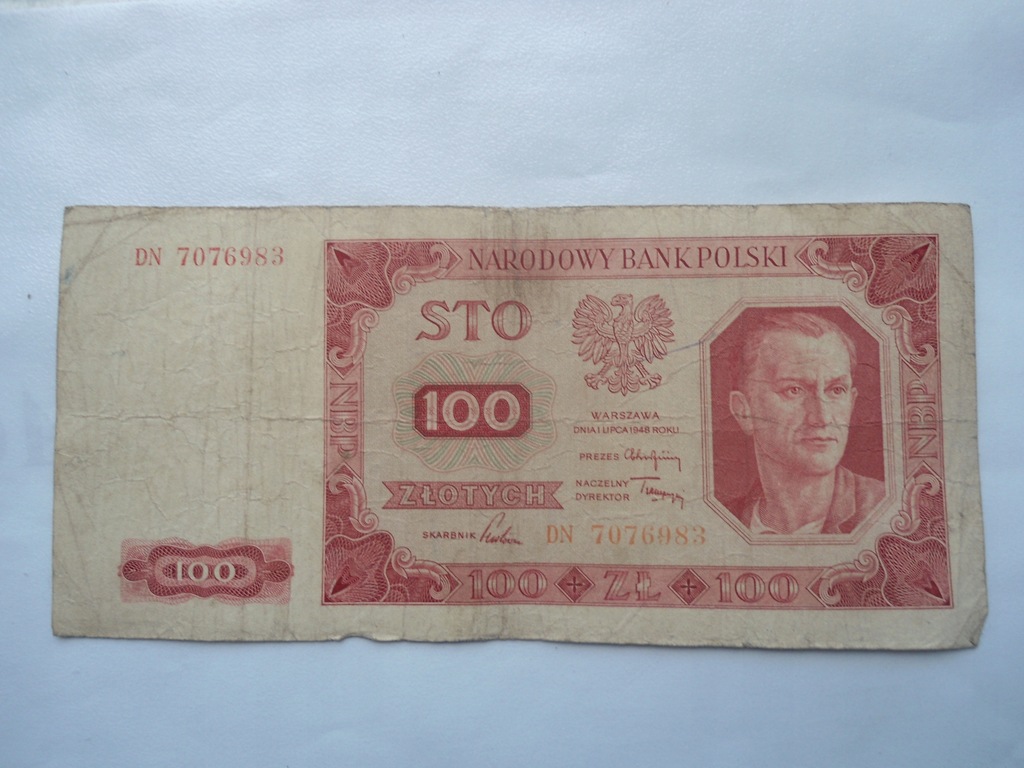 DN 7076983
NARODOWY BANK POLSKI
STO
100
WARSZAWA
DNIA 1 LIPCA 1948 ROKU
PREZES
ZŁOTYCH
NACZELNY
DYREKTOR
SKARBNIK
DN 7076983
NBP
NBP
100
100 ZŁ 100